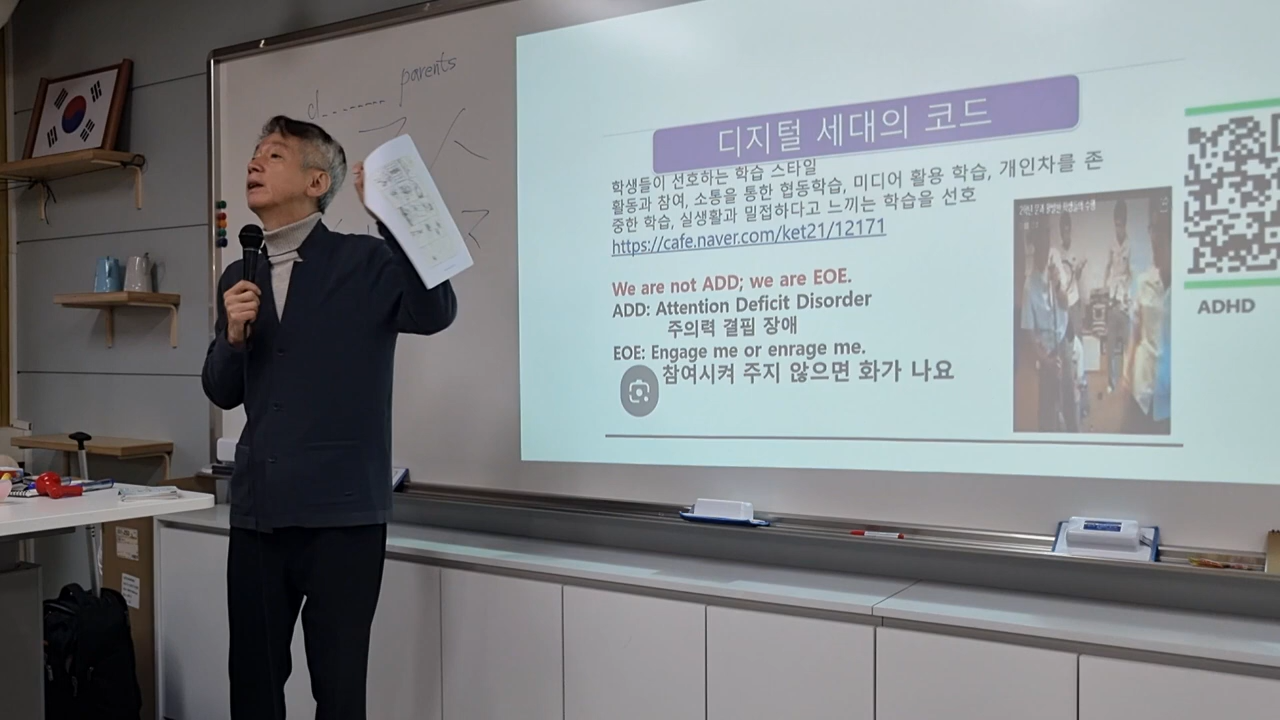 parents
d
디지털 세대의 코드
학생들이 선호하는 학습 스타일
활동과 참여, 소통을 통한 협동학습, 미디어 활용 학습, 개인차를 존
중한 학습, 실생활과 밀접하다고 느끼는 학습을 선호
https://cafe.naver.com/ket21/12171
We are not ADD; we are EOE.
ADD: Attention Deficit Disorder
주의력 결핍 장애
EOE: Engage me or enrage me.
참여시켜 주지 않으면 화가 나요
ADHD